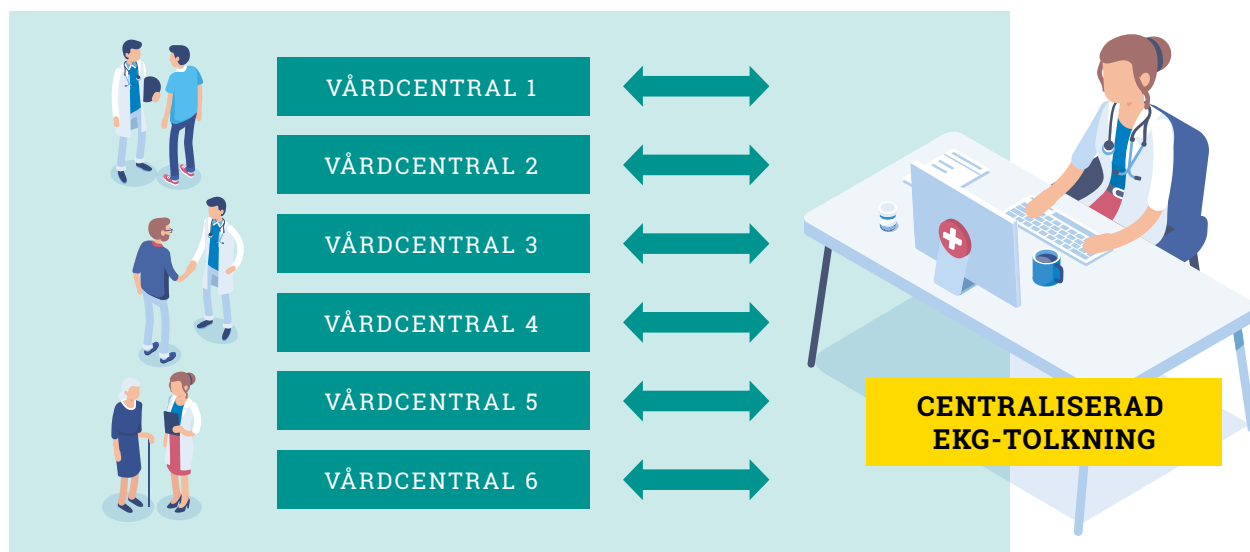 VÅRDCENTRAL 1
VÅRDCENTRAL 2
VÅRDCENTRAL 3
VÅRDCENTRAL 4
VÅRDCENTRAL 5
VÅRDCENTRAL 6
CENTRALISERAD
EKG-TOLKNING